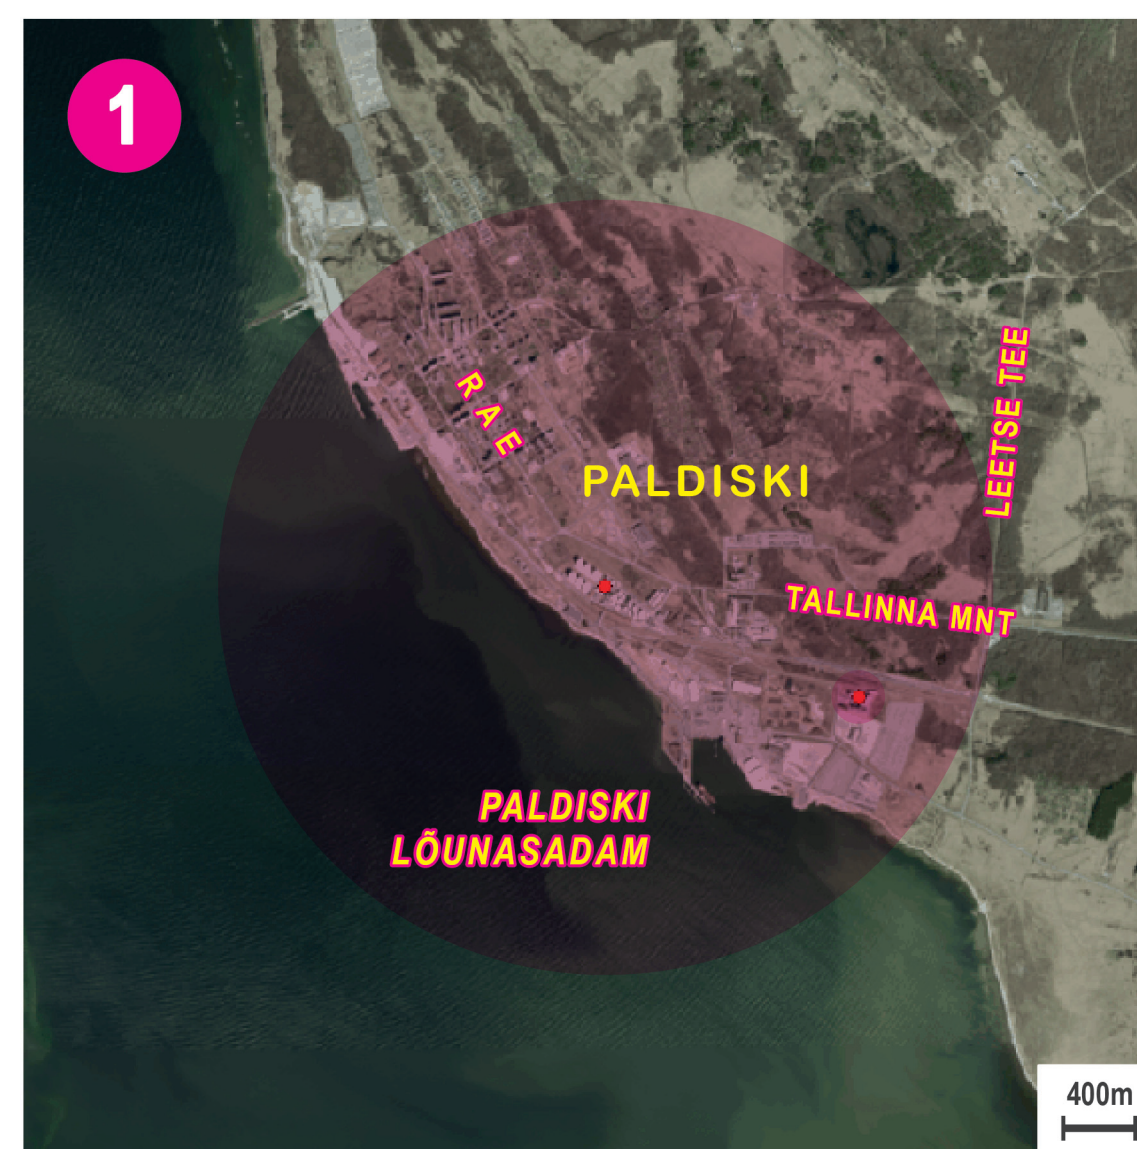 1
RAE
LEETSE TEE
PALDISKI
TALLINNA MNT
PALDISKI
LÕUNASADAM
400m